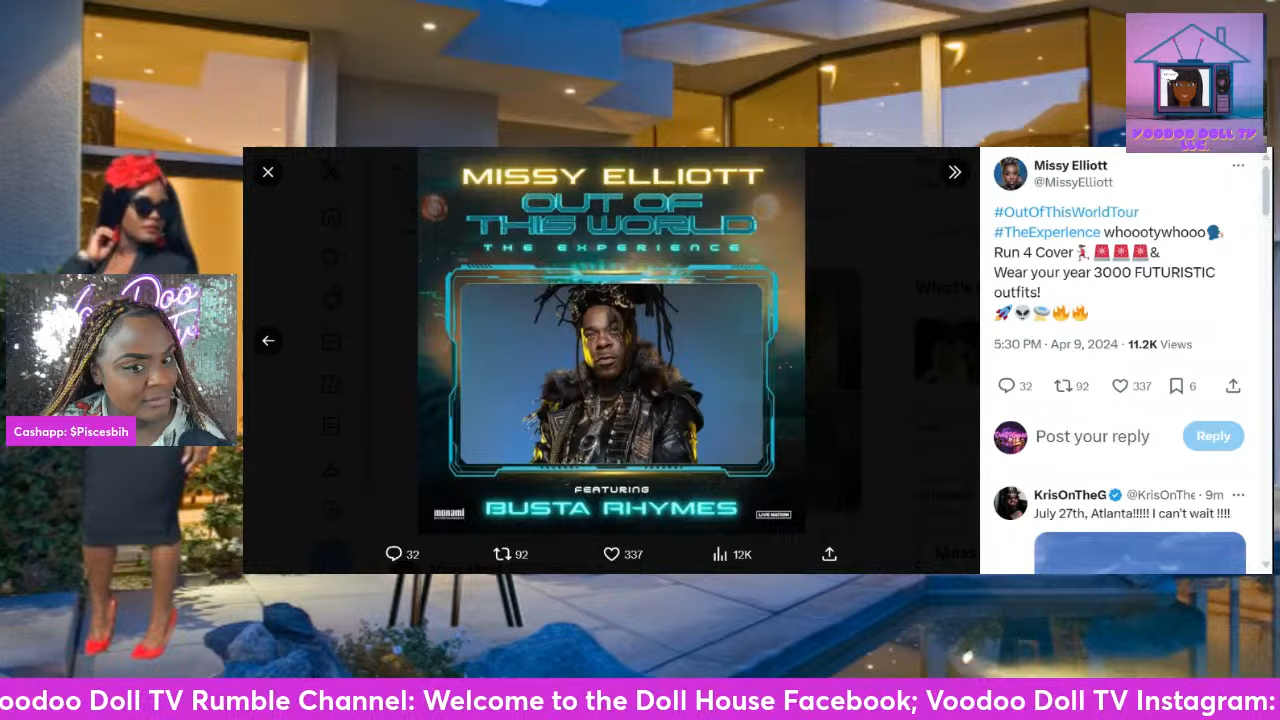 VOODOO DOLL TV
LLC.
MISSY ELLIOTT
OUT OF
THIS WORLD
THE EXPERIENCE
FEATURING
BUSTA RHYMES
LIVE NATION
32
92
337
12K
Missy Elliott
@MissyElliott
#OutOfThisWorldTour
#TheExperience whoootywhooo🗣️
Run 4 Cover🏃🏾🚨🚨🚨&
Wear your year 3000 FUTURISTIC
outfits!
🚀👽🛸🔥🔥
5:30 PM · Apr 9, 2024 · 11.2K Views
32 92 337 6
Post your reply Reply
KrisOnTheG @KrisOnThe · 9m
July 27th, Atlanta!!!!! I can't wait !!!!
Cashapp: $Piscesbih
oodoo Doll TV Rumble Channel: Welcome to the Doll House Facebook; Voodoo Doll TV Instagram: